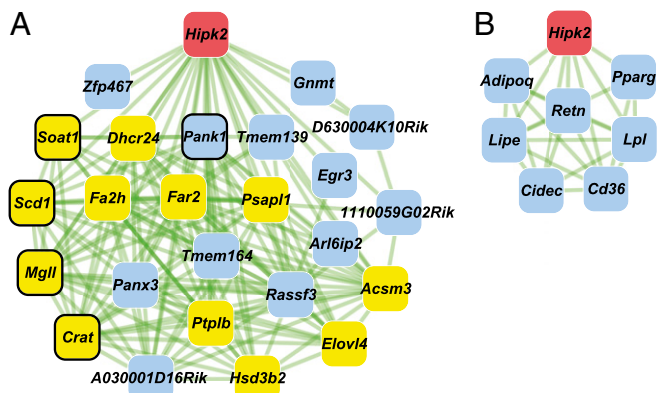 A
B
Hipk2
Hipk2
Zfp467
Gnmt
Adipoq
Pparg
Soat1
Dhcr24
Pank1
Tmem139
D630004K10Rik
Retn
Lipe
Lpl
Egr3
Scd1
Fa2h
Far2
Psapl1
1110059G02Rik
Cidec
Cd36
Arl6ip2
Tmem164
Mgll
Panx3
Rassf3
Acsm3
Ptplb
Crat
Elovl4
A030001D16Rik
Hsd3b2